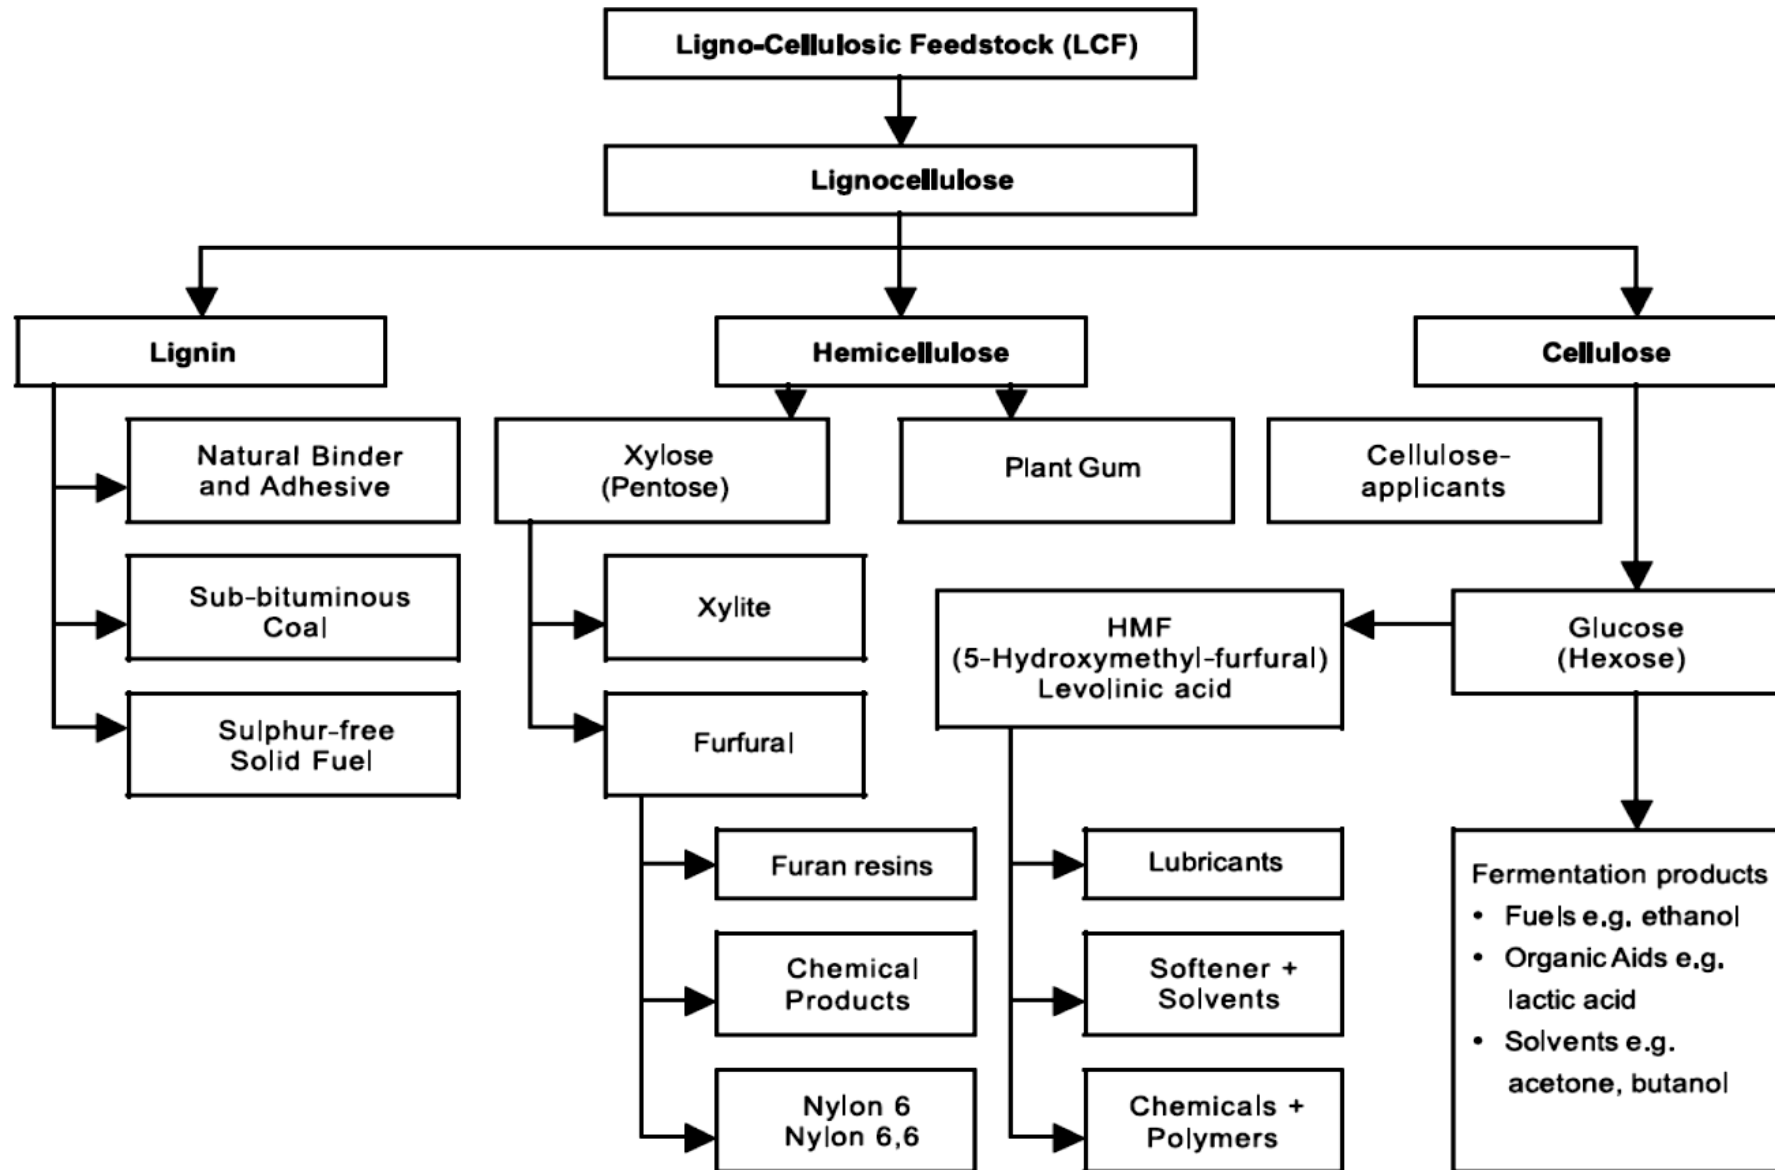 Ligno-Cellulosic Feedstock (LCF)
Lignocellulose
Lignin
Hemicellulose
Cellulose
Natural Binder
and Adhesive
Xylose
(Pentose)
Plant Gum
Cellulose-
applicants
Sub-bituminous
Coal
Xylite
HMF
(5-Hydroxymethyl-furfural)
Levolinic acid
Glucose
(Hexose)
Sulphur-free
Solid Fuel
Furfural
Furan resins
Lubricants
Fermentation products
• Fuels e.g. ethanol
• Organic Aids e.g.
lactic acid
• Solvents e.g.
acetone, butanol
Chemical
Products
Softener +
Solvents
Nylon 6
Nylon 6,6
Chemicals +
Polymers